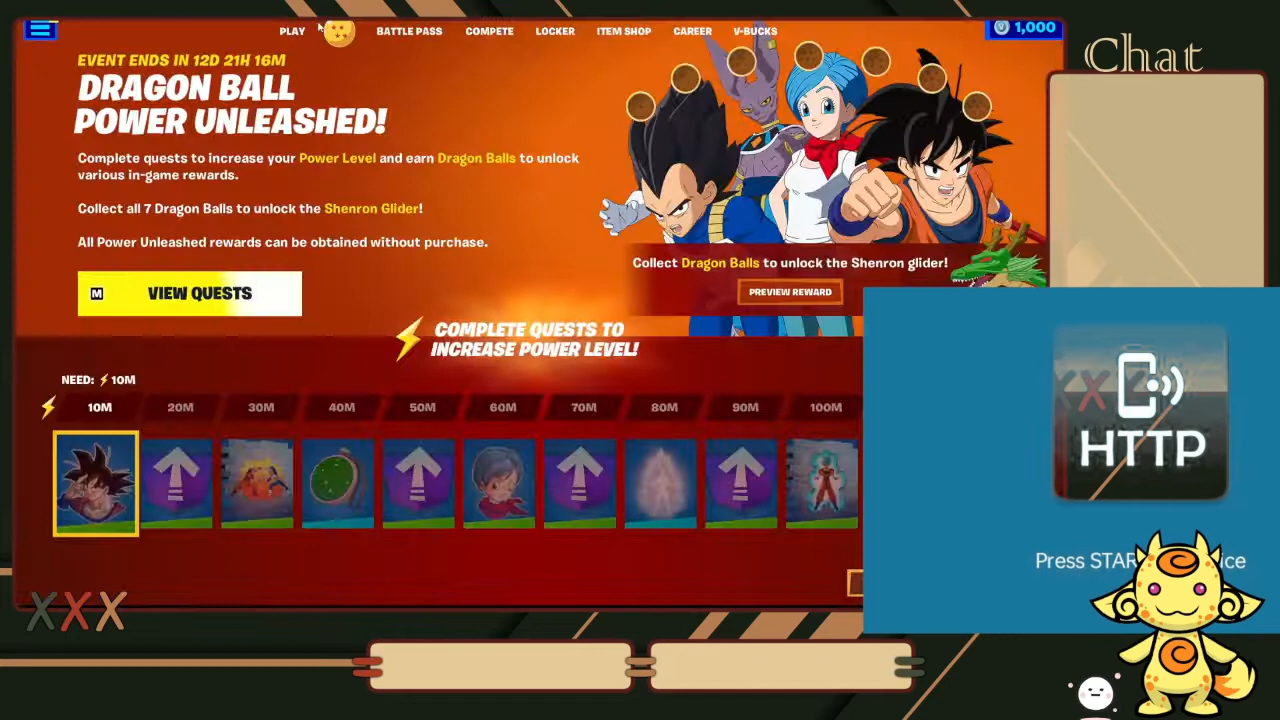 PLAY
BATTLE PASS
COMPETE
LOCKER
ITEM SHOP
CAREER
V-BUCKS
1,000
Chat
EVENT ENDS IN 12D 21H 16M
DRAGON BALL
POWER UNLEASHED!
Complete quests to increase your Power Level and earn Dragon Balls to unlock
various in-game rewards.
Collect all 7 Dragon Balls to unlock the Shenron Glider!
All Power Unleashed rewards can be obtained without purchase.
M VIEW QUESTS
Collect Dragon Balls to unlock the Shenron glider!
PREVIEW REWARD
COMPLETE QUESTS TO
INCREASE POWER LEVEL!
NEED: 10M
10M 20M 30M 40M 50M 60M 70M 80M 90M 100M
HTTP
Press
XXX